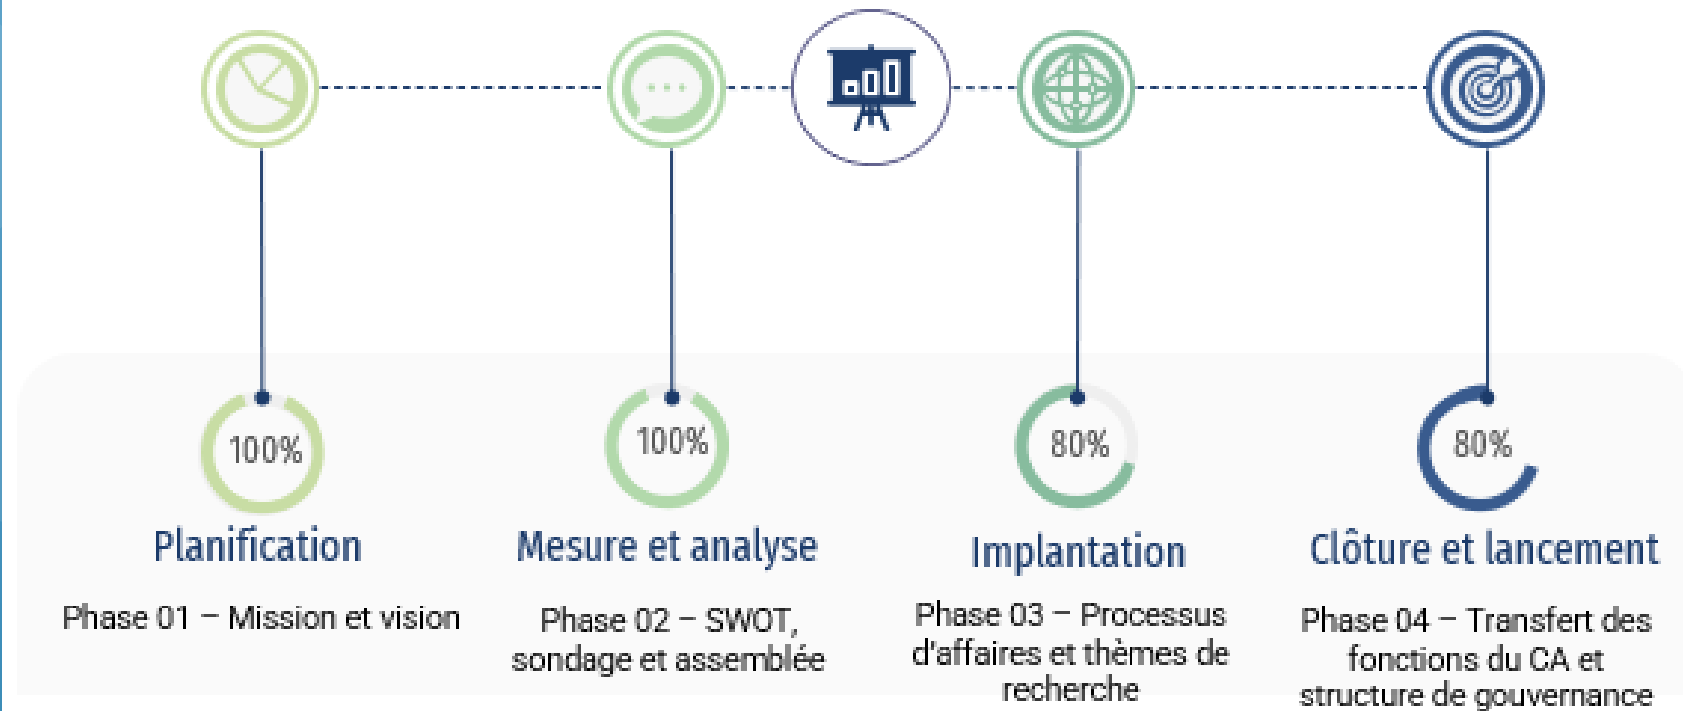 100%
Planification
Phase 01 – Mission et vision
100%
Mesure et analyse
Phase 02 – SWOT,
sondage et assemblée
80%
Implantation
Phase 03 – Processus
d'affaires et thèmes de
recherche
80%
Clôture et lancement
Phase 04 – Transfert des
fonctions du CA et
structure de gouvernance